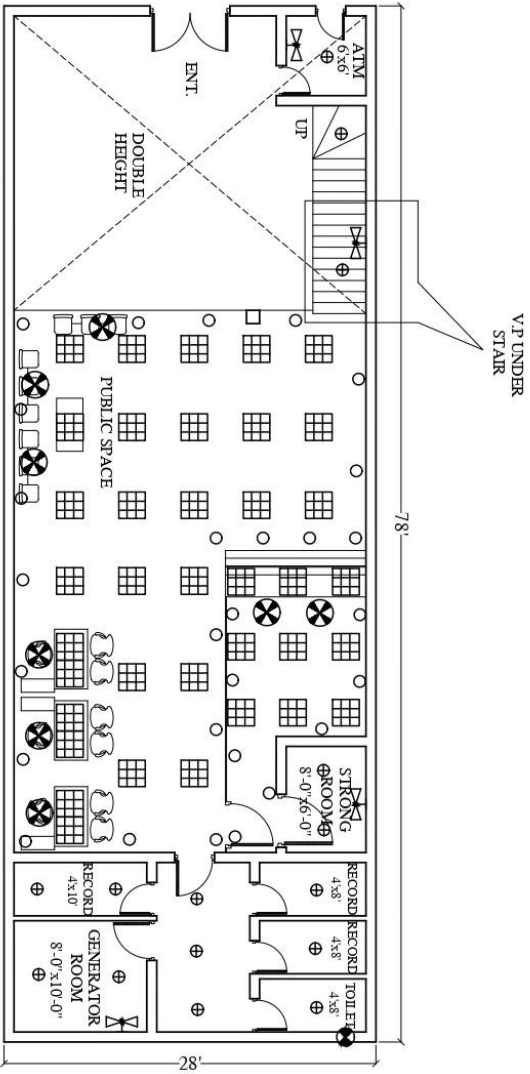 V.P UNDER
STAIR
78'
ATM
6'x6'
ENT.
UP
DOUBLE
HEIGHT
PUBLIC SPACE
STRONG
ROOM
8'-0"x6'-0"
RECORD
4'x8'
RECORD
4'x8'
TOILET
4'x8'
RECORD
4'x10'
GENERATOR
ROOM
8'-0"x10'-0"
28'